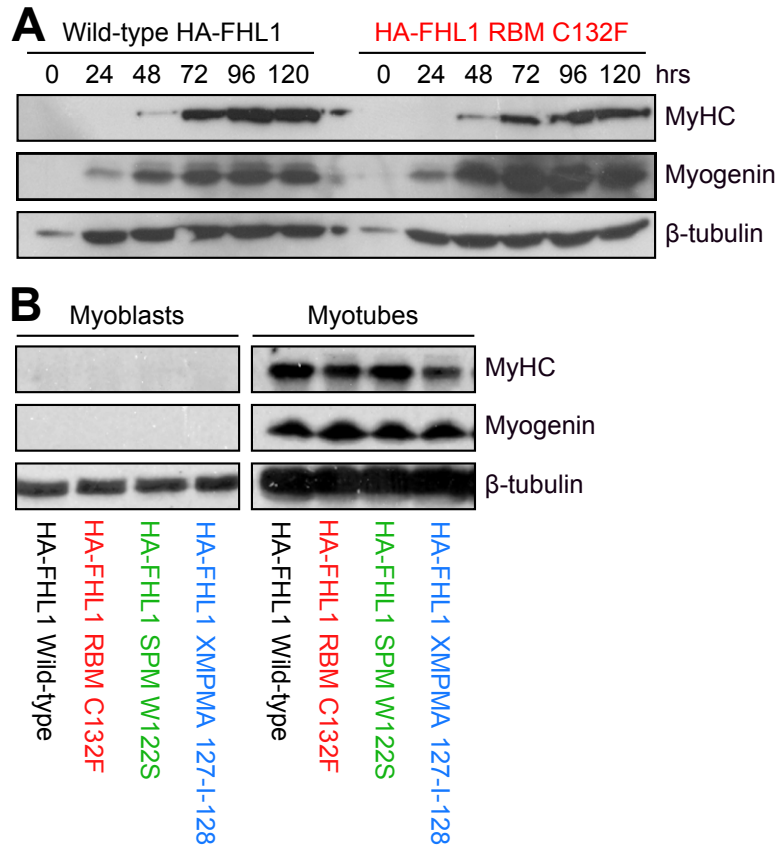 A
Wild-type HA-FHL1 HA-FHL1 RBM C132F
0 24 48 72 96 120 0 24 48 72 96 120 hrs
MyHC
Myogenin
β-tubulin
B
Myoblasts Myotubes
MyHC
Myogenin
β-tubulin
HA-FHL1 Wild-type
HA-FHL1 RBM C132F
HA-FHL1 SPM W122S
HA-FHL1 XMPMA 127-I-128
HA-FHL1 Wild-type
HA-FHL1 RBM C132F
HA-FHL1 SPM W122S
HA-FHL1 XMPMA 127-I-128